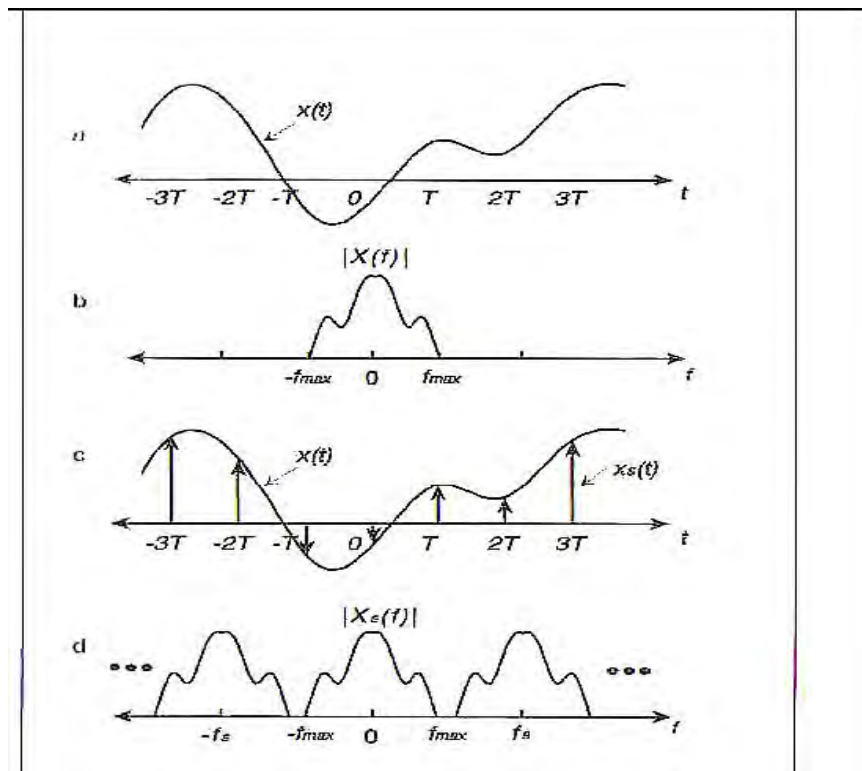 x(t)
a
-3T -2T -T 0 T 2T 3T t
|X(f)|
b
-fmax 0 fmax f
c
x(t)
xs(t)
-3T -2T -T 0 T 2T 3T t
|Xs(f)|
d
-fs -fmax 0 fmax fs f